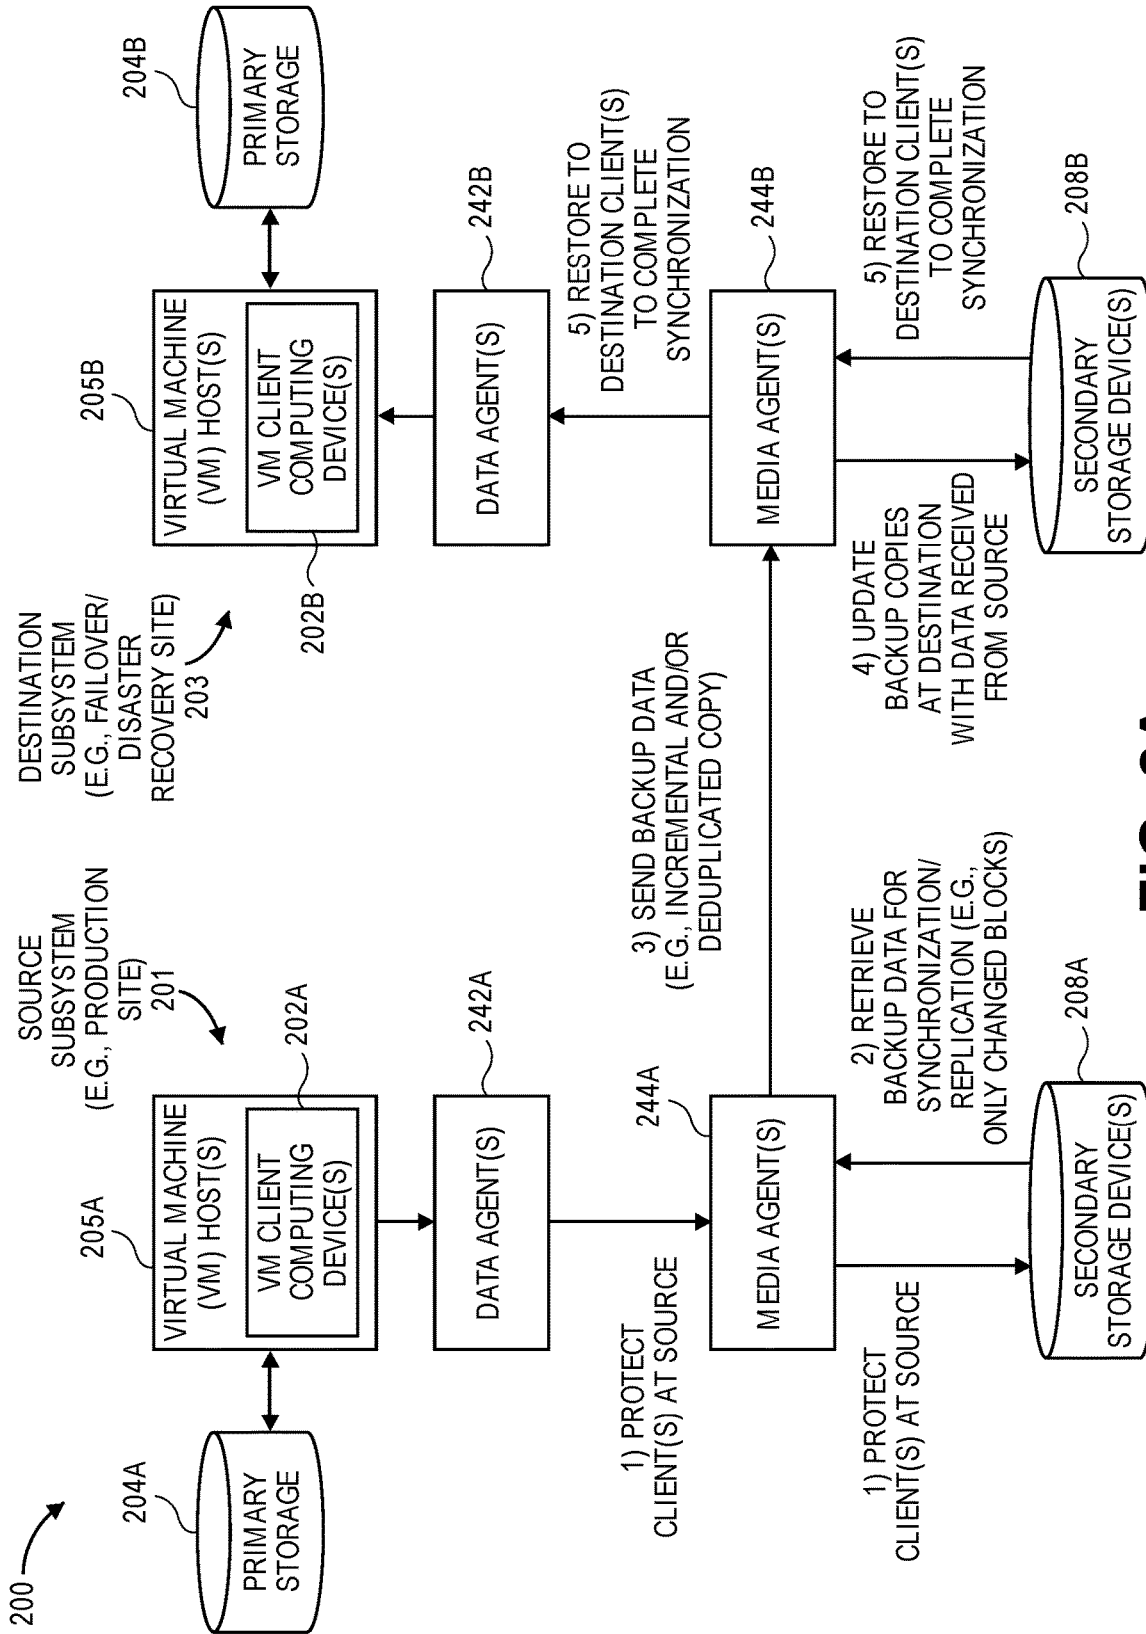 200
204A
PRIMARY
STORAGE
205A
VIRTUAL MACHINE
(VM) HOST(S)
VM CLIENT
COMPUTING
DEVICE(S)
202A
SOURCE
SUBSYSTEM
(E.G., PRODUCTION
SITE)
201
DESTINATION
SUBSYSTEM
(E.G., FAILOVER/
DISASTER
RECOVERY SITE)
203
205B
VIRTUAL MACHINE
(VM) HOST(S)
VM CLIENT
COMPUTING
DEVICE(S)
202B
204B
PRIMARY
STORAGE
DATA AGENT(S)
242A
DATA AGENT(S)
242B
1) PROTECT
CLIENT(S) AT SOURCE
5) RESTORE TO
DESTINATION CLIENT(S)
TO COMPLETE
SYNCHRONIZATION
244A
MEDIA AGENT(S)
3) SEND BACKUP DATA
(E.G., INCREMENTAL AND/OR
DEDUPLICATED COPY)
MEDIA AGENT(S)
244B
1) PROTECT
CLIENT(S) AT SOURCE
2) RETRIEVE
BACKUP DATA FOR
SYNCHRONIZATION/
REPLICATION (E.G.,
ONLY CHANGED BLOCKS)
4) UPDATE
BACKUP COPIES
AT DESTINATION
WITH DATA RECEIVED
FROM SOURCE
5) RESTORE TO
DESTINATION CLIENT(S)
TO COMPLETE
SYNCHRONIZATION
SECONDARY
STORAGE DEVICE(S)
208A
SECONDARY
STORAGE DEVICE(S)
208B